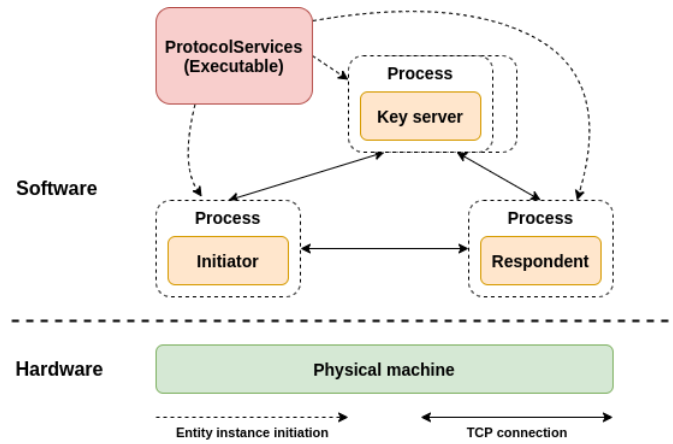 ProtocolServices
(Executable)
Process
Key server
Software
Process
Initiator
Process
Respondent
Hardware
Physical machine
Entity instance initiation
TCP connection